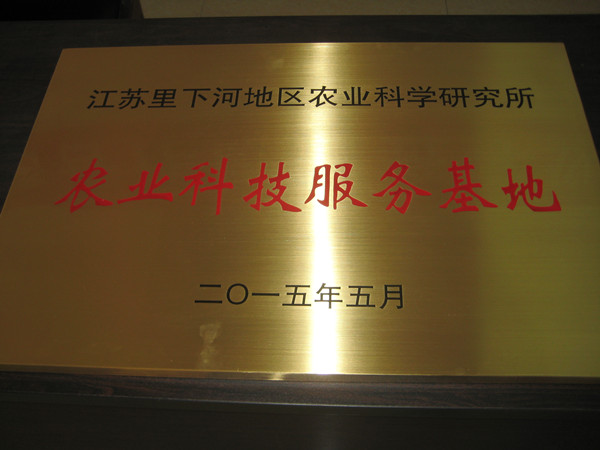 江苏里下河地区农业科学研究所
农业科技服务基地
二〇一五年五月